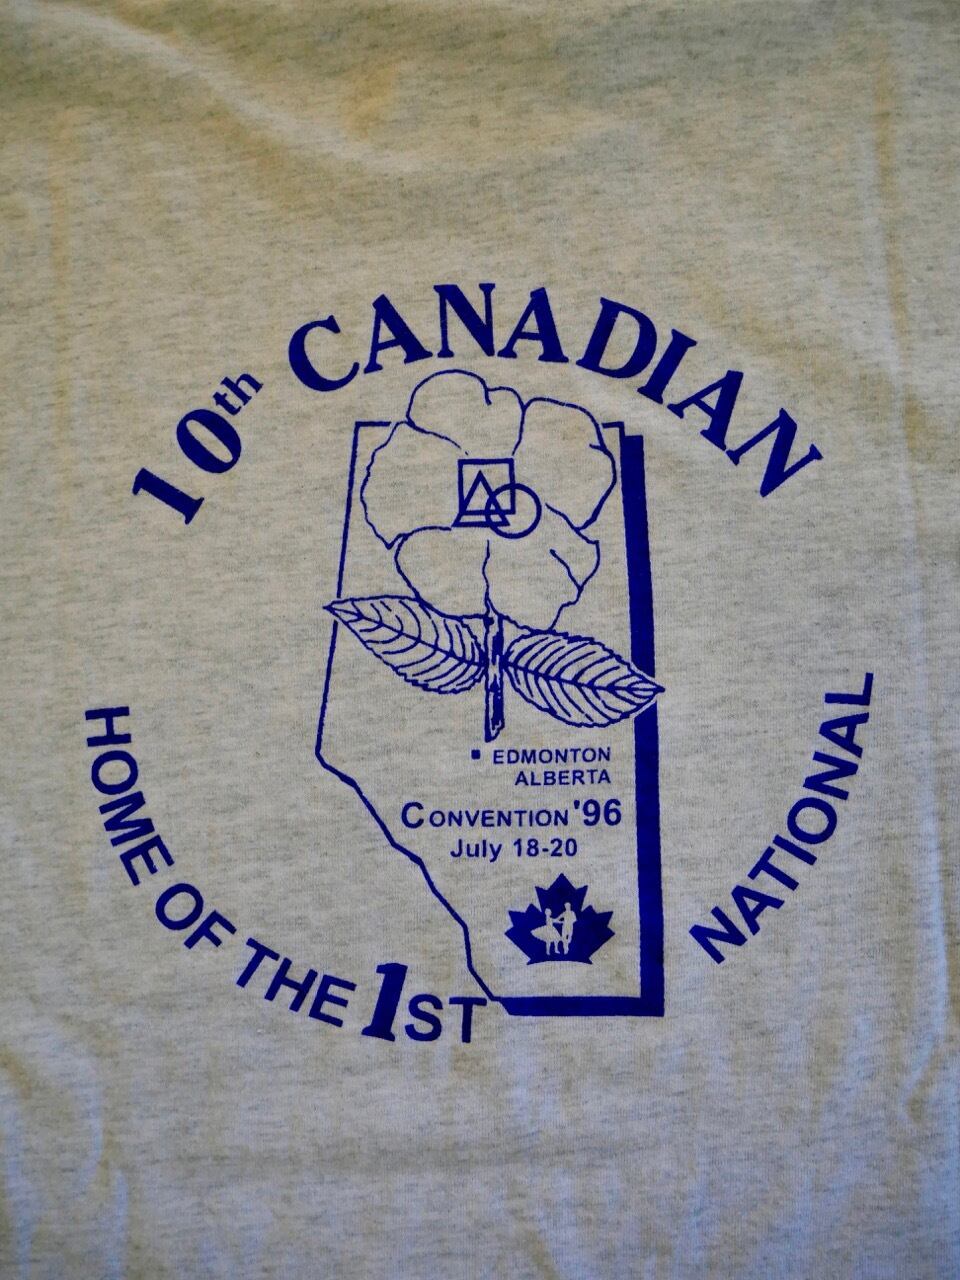 10th CANADIAN
EDMONTON
ALBERTA
CONVENTION '96
July 18-20
HOME OF THE 1ST NATIONAL